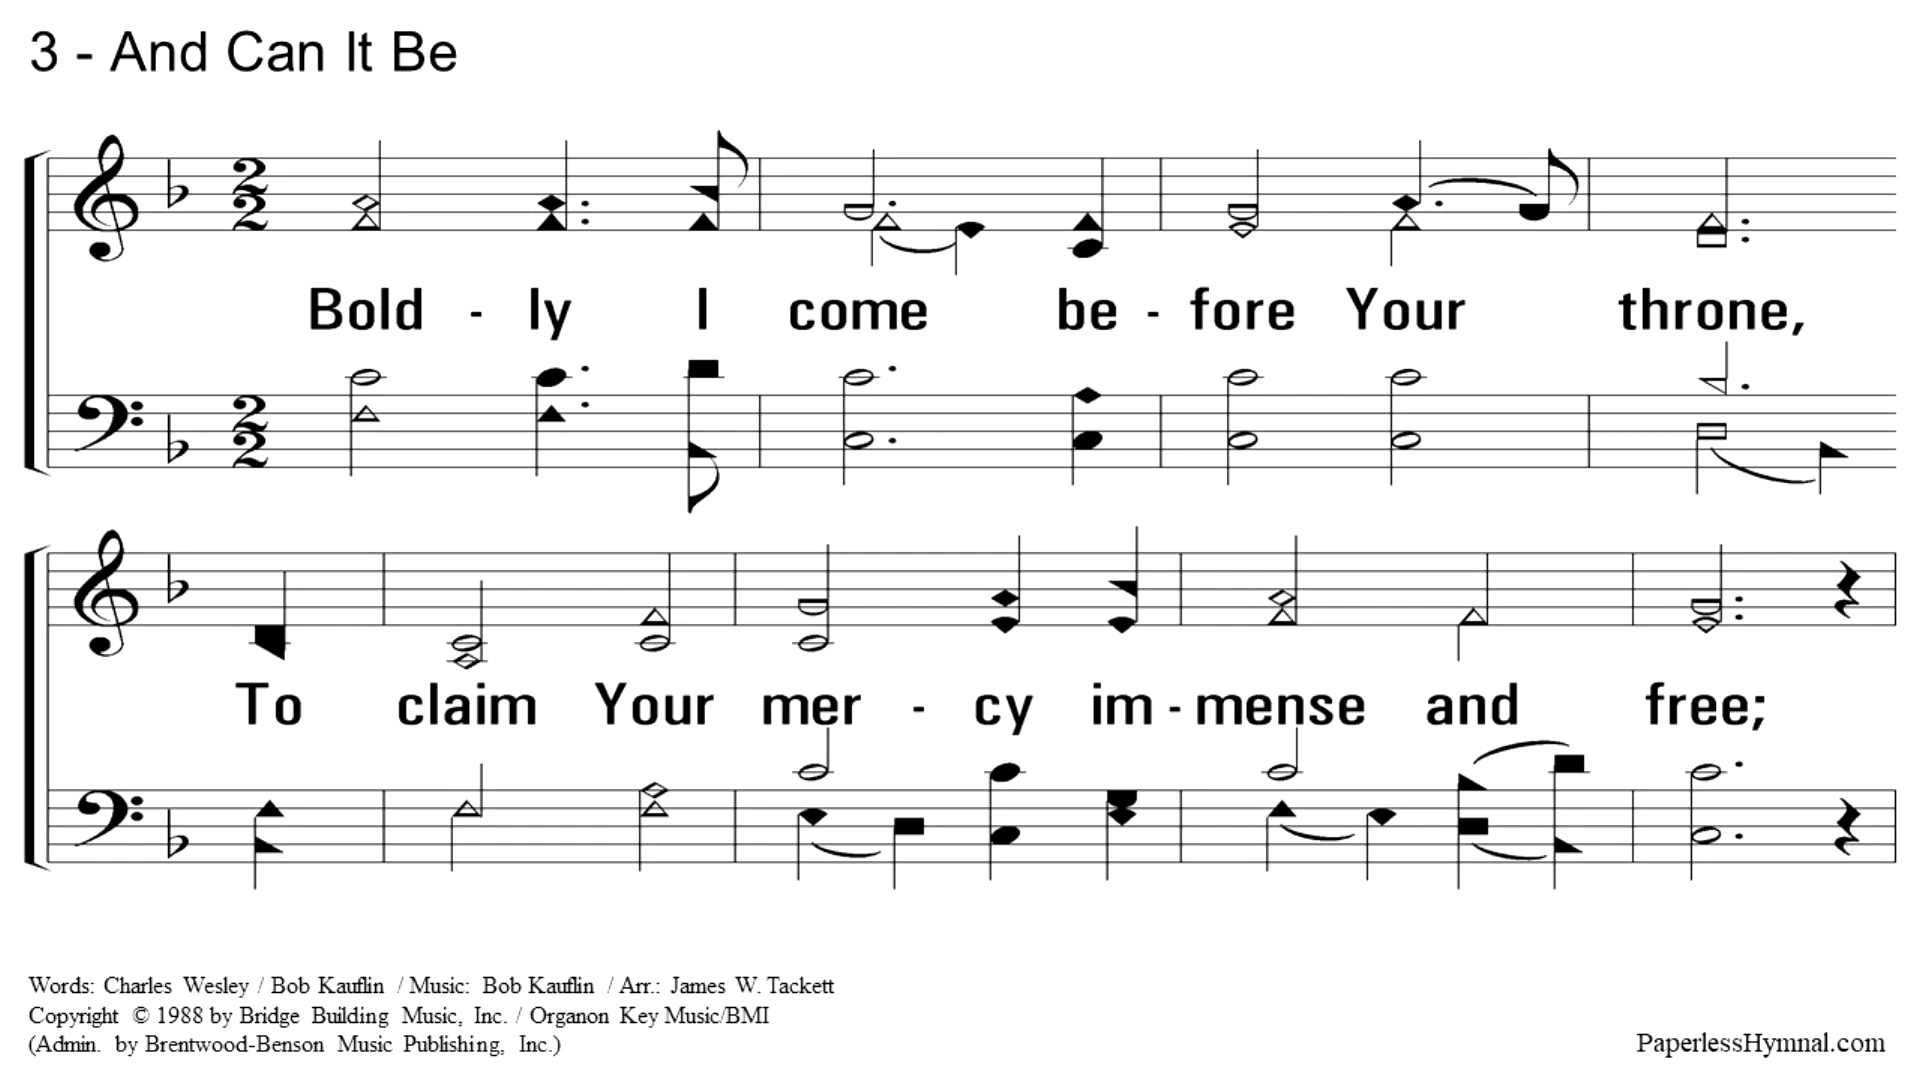 3 - And Can It Be
Bold - ly I come be - fore Your throne,
To claim Your mer - cy im - mense and free;
Words: Charles Wesley / Bob Kauflin / Music: Bob Kauflin / Arr.: James W. Tackett
Copyright © 1988 by Bridge Building Music, Inc. / Organon Key Music/BMI
(Admin. by Brentwood-Benson Music Publishing, Inc.)
PaperlessHymnal.com